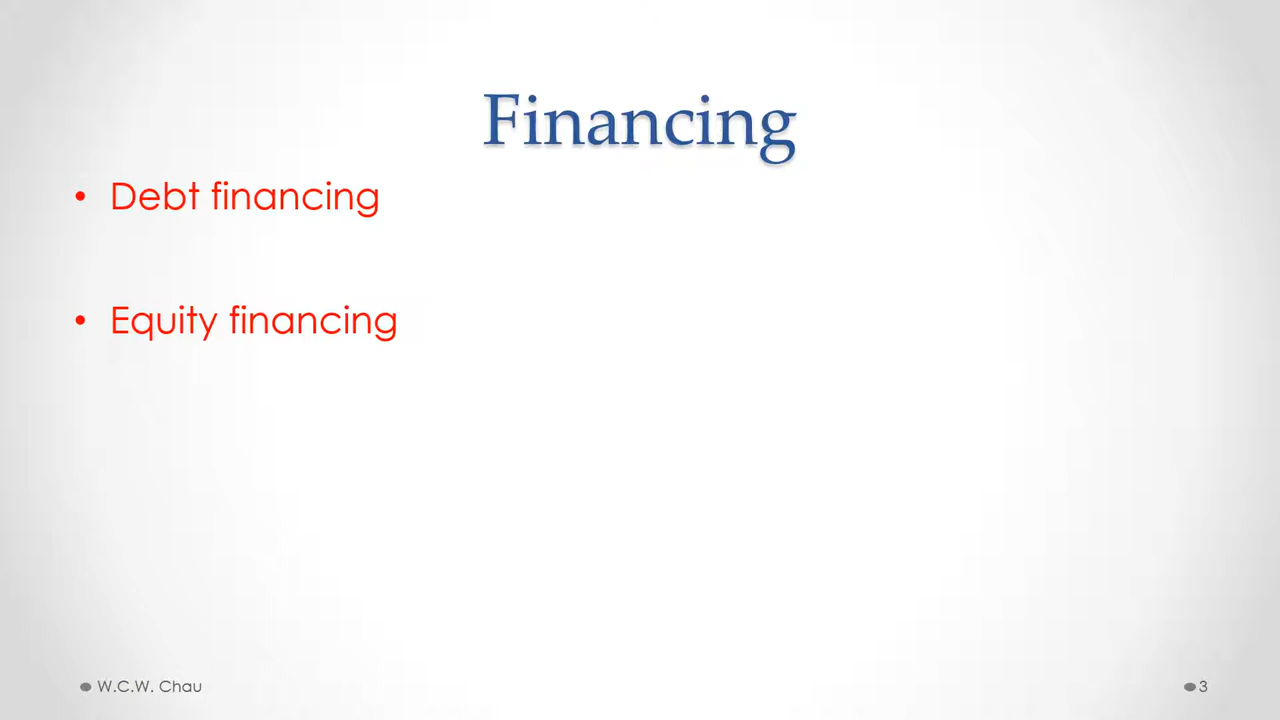 Financing
• Debt financing
• Equity financing
W.C.W. Chau
3